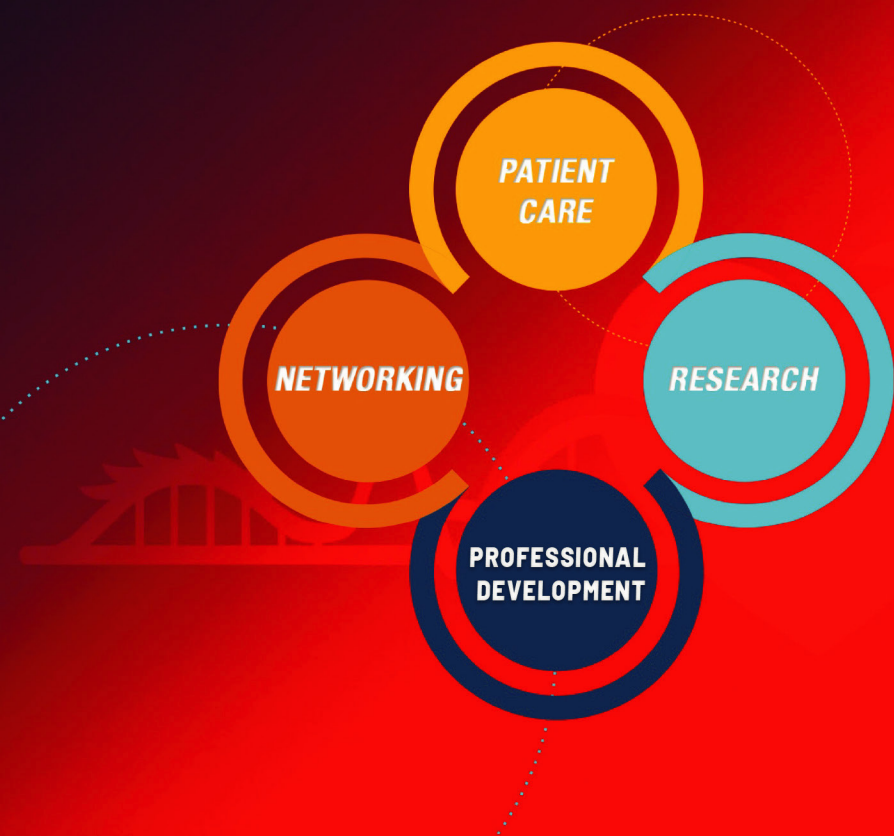 PATIENT
CARE
NETWORKING
RESEARCH
PROFESSIONAL
DEVELOPMENT